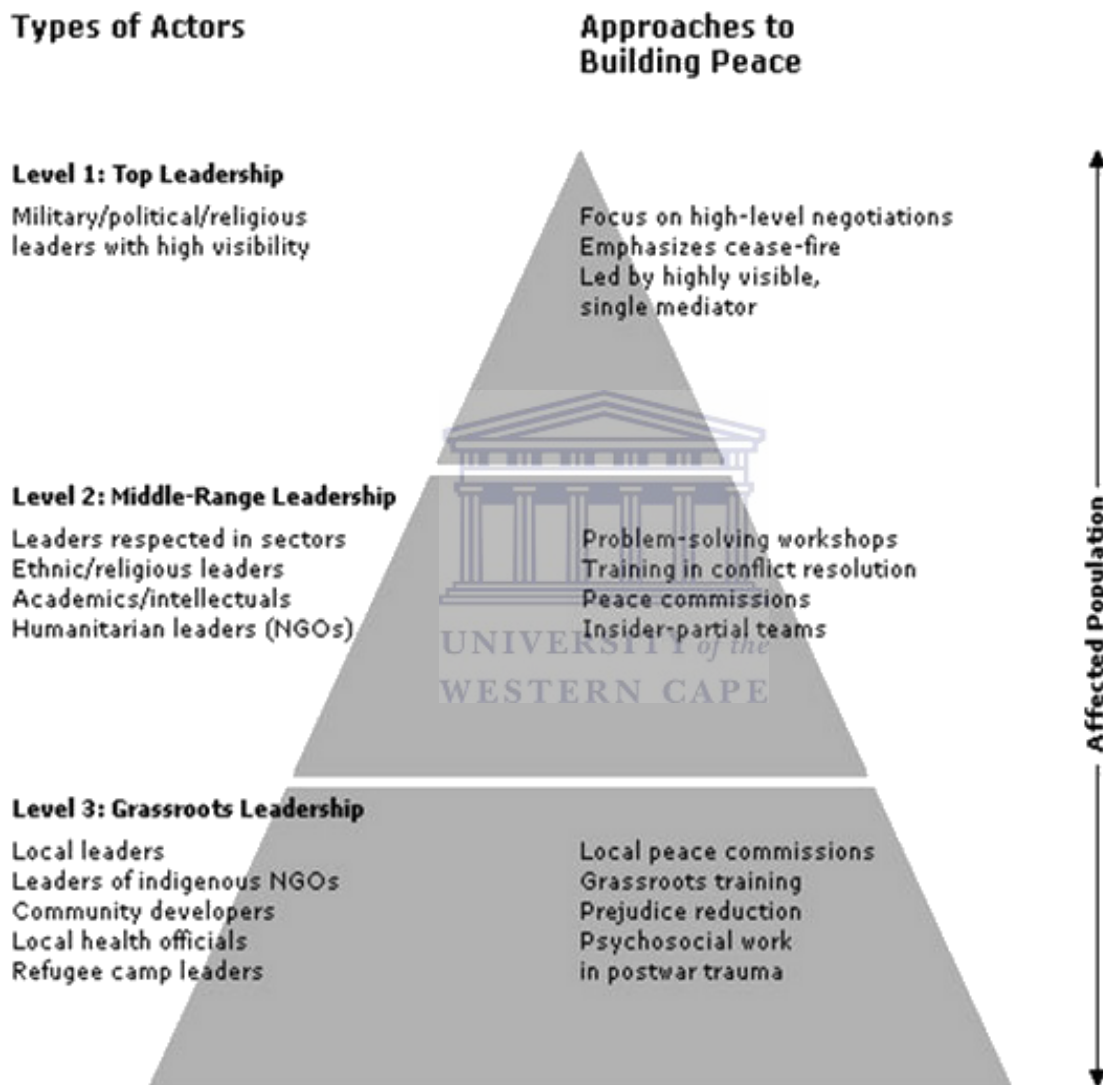 Types of Actors
Approaches to
Building Peace
Level 1: Top Leadership
Military/political/religious
leaders with high visibility
Focus on high-level negotiations
Emphasizes cease-fire
Led by highly visible,
single mediator
Level 2: Middle-Range Leadership
Leaders respected in sectors
Ethnic/religious leaders
Academics/intellectuals
Humanitarian leaders (NGOs)
Problem-solving workshops
Training in conflict resolution
Peace commissions
Insider-partial teams
UNIVERSITY of the
WESTERN CAPE
Level 3: Grassroots Leadership
Local leaders
Leaders of indigenous NGOs
Community developers
Local health officials
Refugee camp leaders
Local peace commissions
Grassroots training
Prejudice reduction
Psychosocial work
in postwar trauma
Affected Population